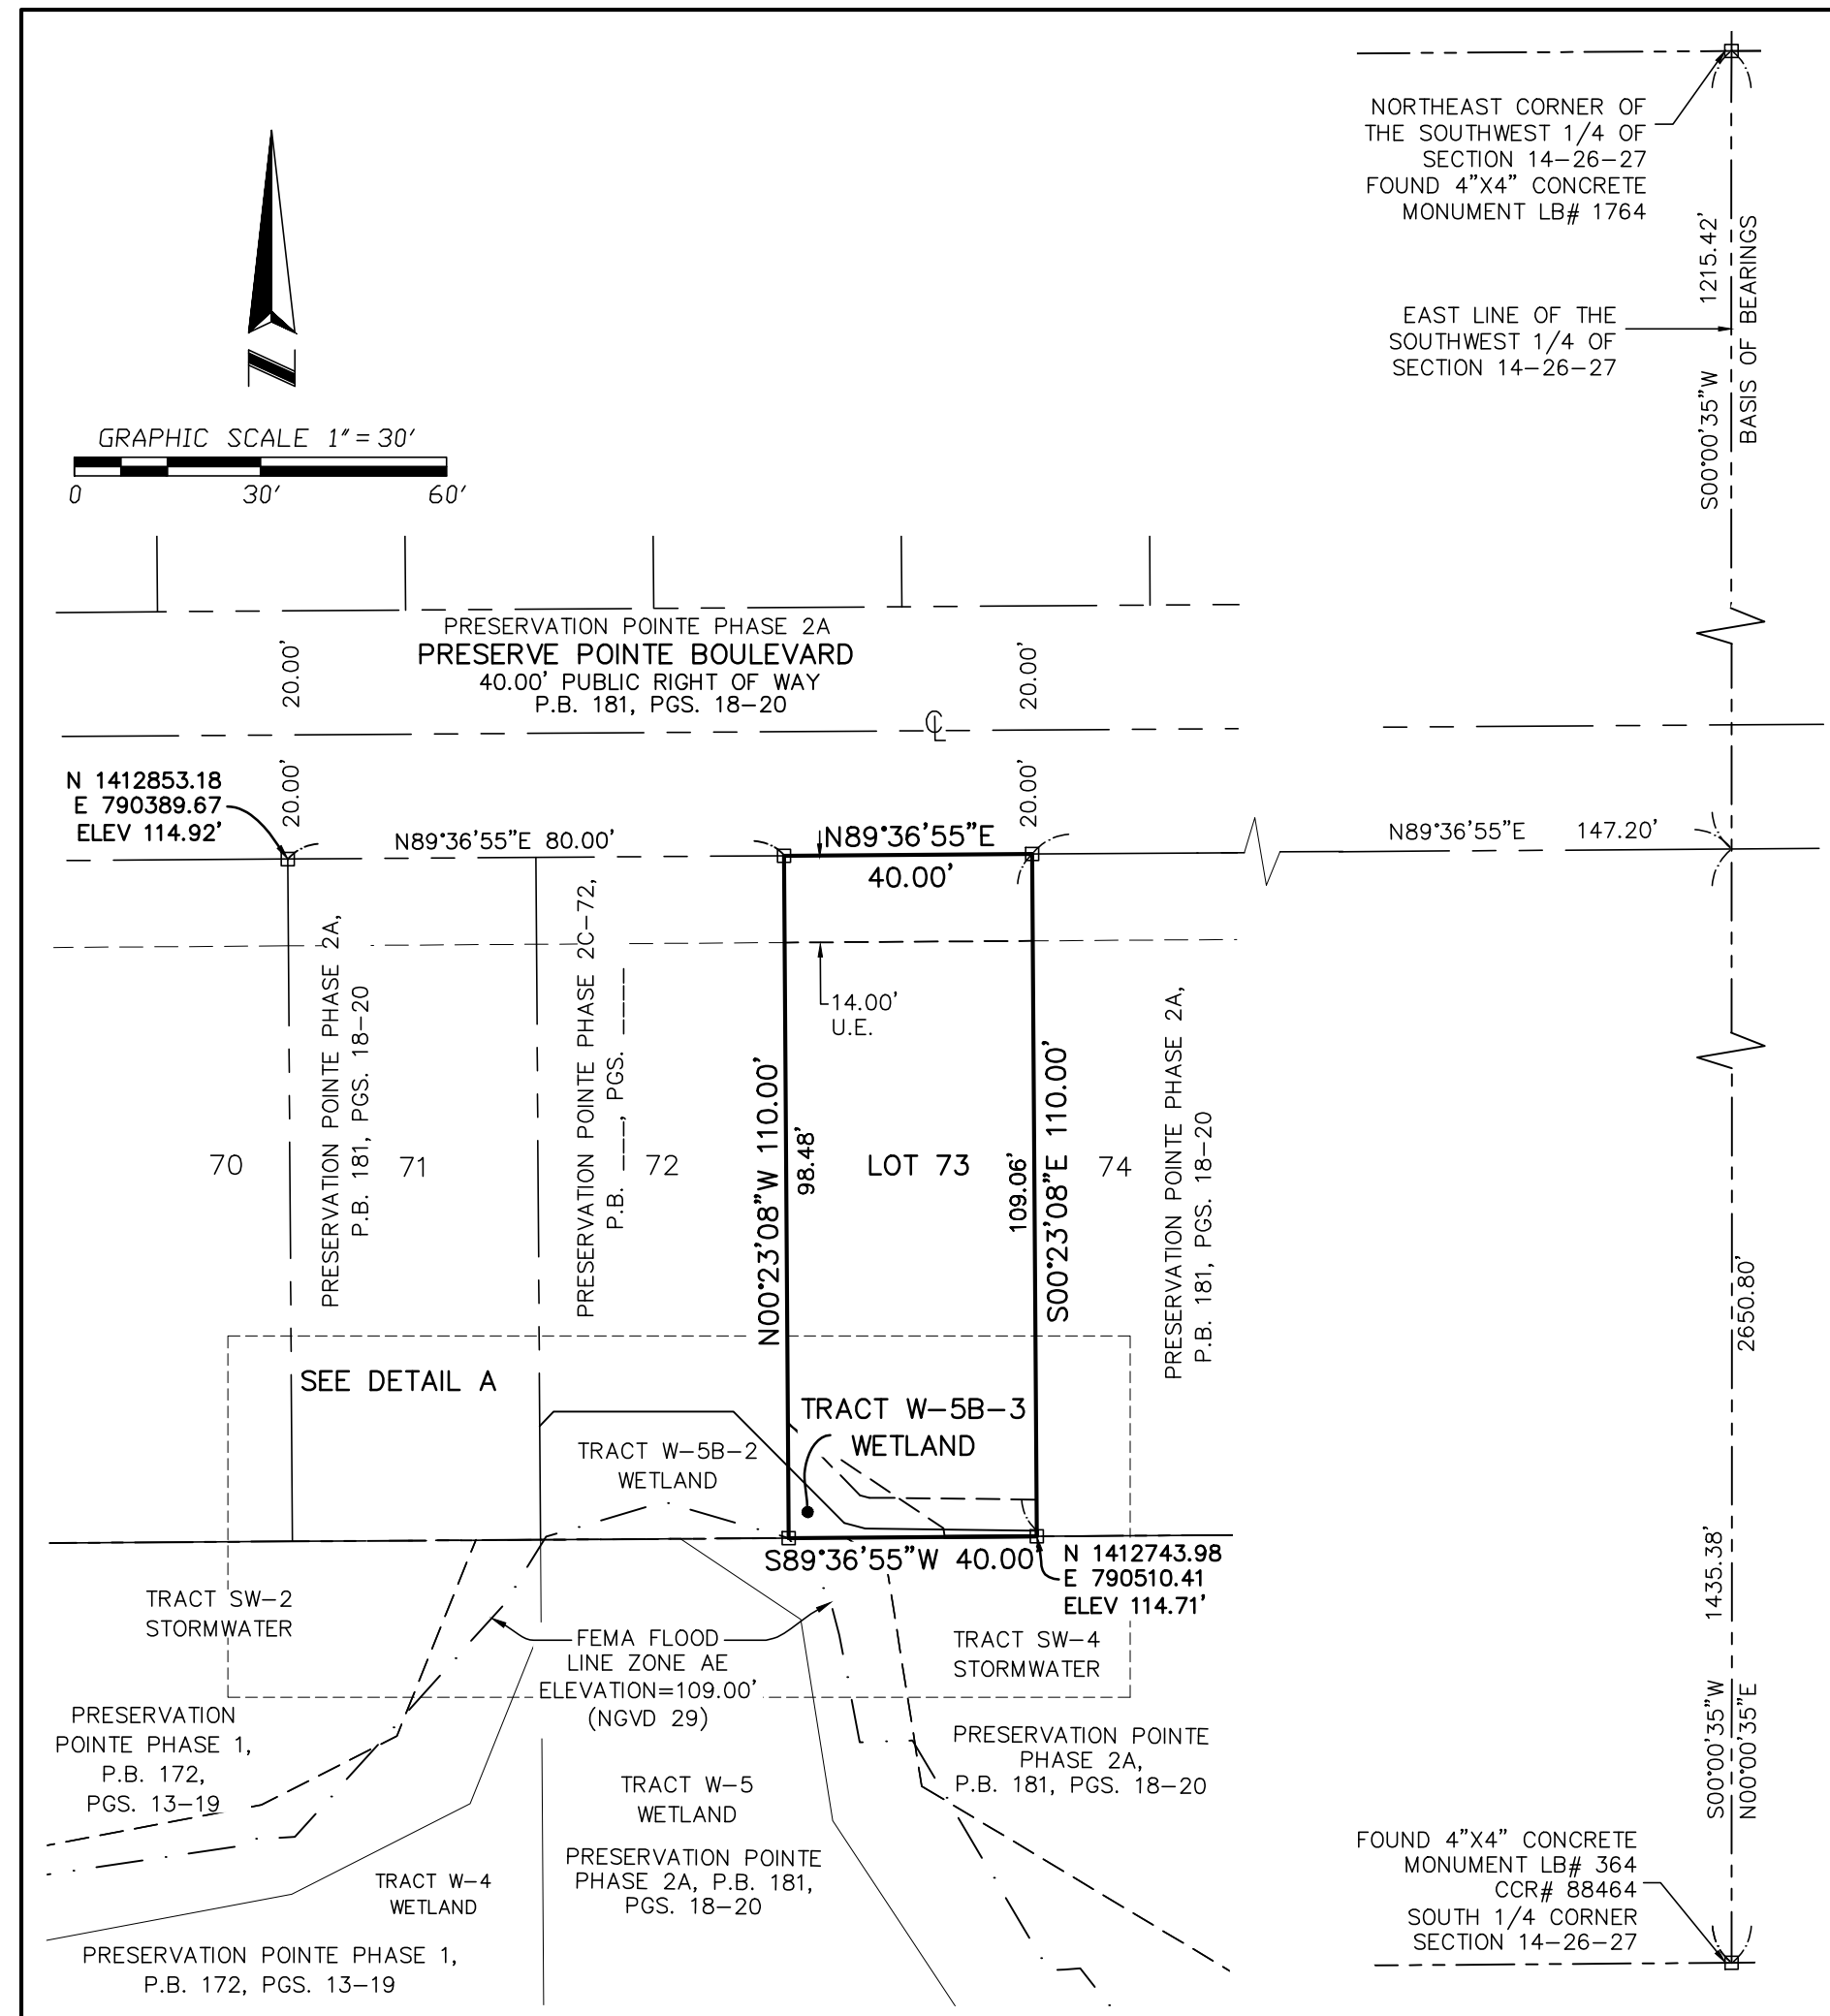 NORTHEAST CORNER OF
THE SOUTHWEST 1/4 OF
SECTION 14-26-27
FOUND 4"X4" CONCRETE
MONUMENT LB# 1764
1215.42'
S00°00'35"W
BASIS OF BEARINGS
EAST LINE OF THE
SOUTHWEST 1/4 OF
SECTION 14-26-27
N
GRAPHIC SCALE 1" = 30'
0 30' 60'
PRESERVATION POINTE PHASE 2A
PRESERVE POINTE BOULEVARD
40.00' PUBLIC RIGHT OF WAY
P.B. 181, PGS. 18-20
20.00'
20.00'
℄
20.00'
20.00'
N 1412853.18
E 790389.67
ELEV 114.92'
N89°36'55"E 80.00'
N89°36'55"E
40.00'
N89°36'55"E 147.20'
14.00'
U.E.
PRESERVATION POINTE PHASE 2A,
P.B. 181, PGS. 18-20
PRESERVATION POINTE PHASE 2C-72,
P.B. ___, PGS. _____
PRESERVATION POINTE PHASE 2A,
P.B. 181, PGS. 18-20
N00°23'08"W 110.00'
98.48'
109.06'
S00°23'08"E 110.00'
70
71
72
LOT 73
74
2650.80'
SEE DETAIL A
TRACT W-5B-3
WETLAND
TRACT W-5B-2
WETLAND
S89°36'55"W 40.00'
N 1412743.98
E 790510.41
ELEV 114.71'
TRACT SW-2
STORMWATER
FEMA FLOOD
LINE ZONE AE
ELEVATION=109.00'
(NGVD 29)
TRACT SW-4
STORMWATER
1435.38'
S00°00'35"W
N00°00'35"E
PRESERVATION
POINTE PHASE 1,
P.B. 172,
PGS. 13-19
TRACT W-5
WETLAND
PRESERVATION POINTE
PHASE 2A, P.B. 181,
PGS. 18-20
PRESERVATION POINTE
PHASE 2A,
P.B. 181, PGS. 18-20
TRACT W-4
WETLAND
PRESERVATION POINTE PHASE 1,
P.B. 172, PGS. 13-19
FOUND 4"X4" CONCRETE
MONUMENT LB# 364
CCR# 88464
SOUTH 1/4 CORNER
SECTION 14-26-27